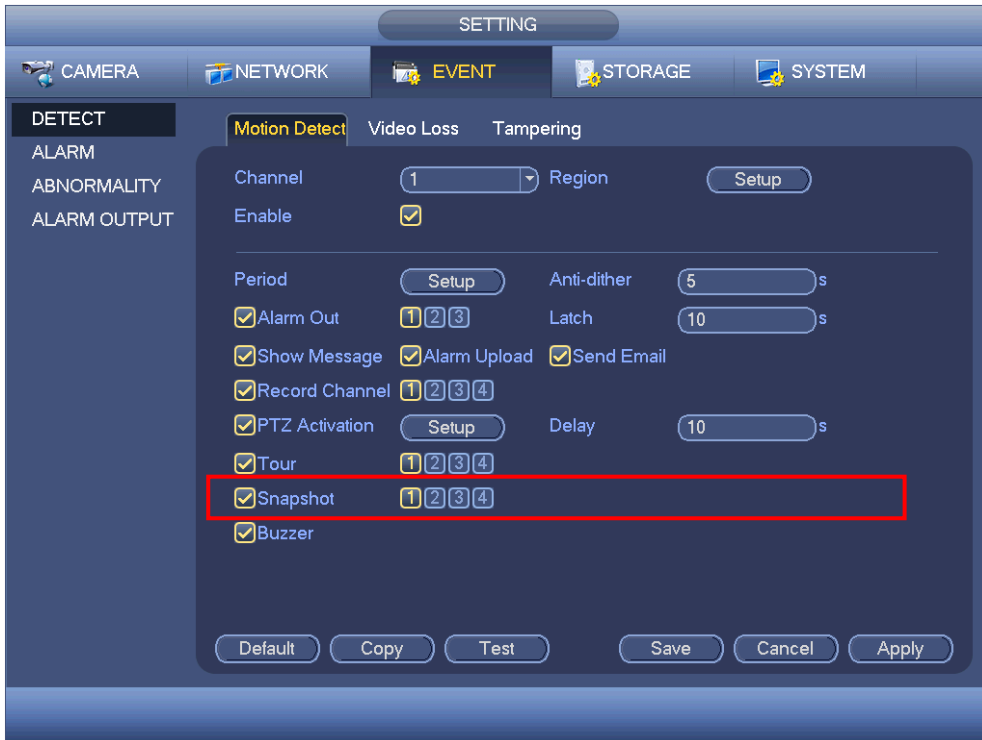 SETTING
CAMERA NETWORK EVENT STORAGE SYSTEM
DETECT
ALARM
ABNORMALITY
ALARM OUTPUT
Motion Detect Video Loss Tampering
Channel 1 Region Setup
Enable
Period Setup Anti-dither 5 s
Alarm Out 1 2 3 Latch 10 s
Show Message Alarm Upload Send Email
Record Channel 1 2 3 4
PTZ Activation Setup Delay 10 s
Tour 1 2 3 4
Snapshot 1 2 3 4
Buzzer
Default Copy Test Save Cancel Apply